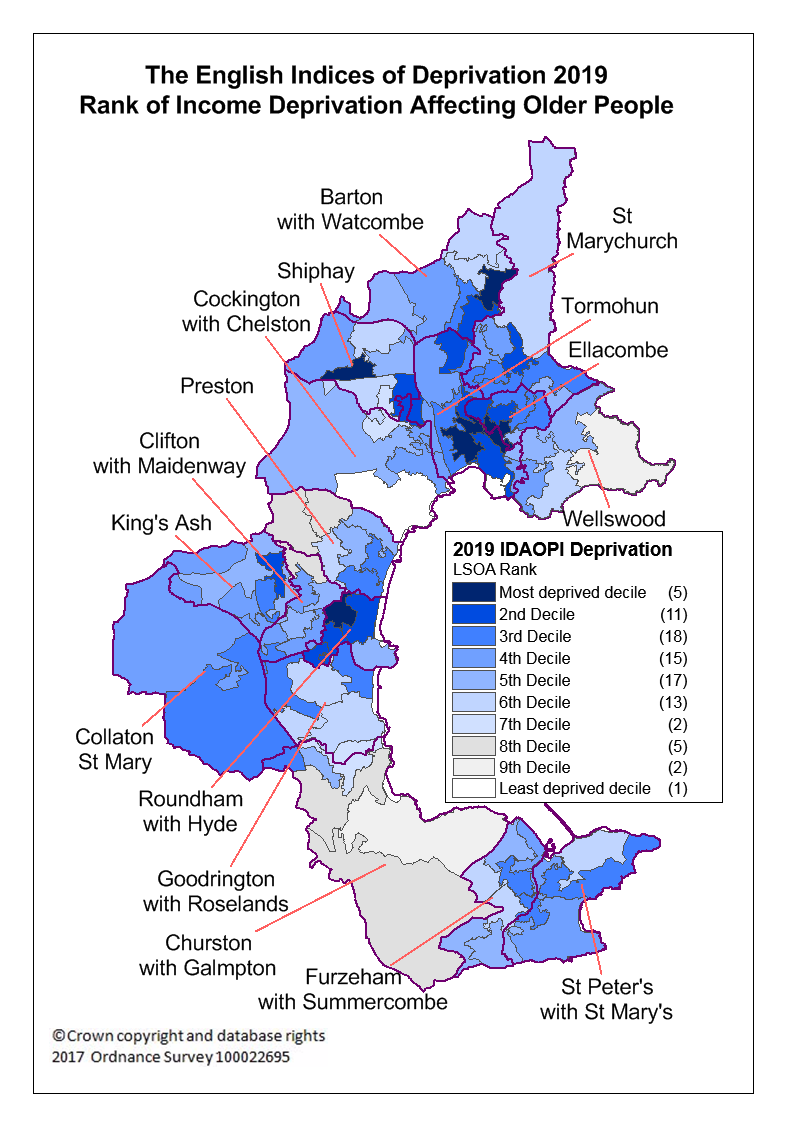 The English Indices of Deprivation 2019
Rank of Income Deprivation Affecting Older People
Barton
with Watcombe
St
Marychurch
Shiphay
Cockington
with Chelston
Tormohun
Ellacombe
Preston
Clifton
with Maidenway
King's Ash
Wellswood
2019 IDAOPI Deprivation
LSOA Rank
Most deprived decile (5)
2nd Decile (11)
3rd Decile (18)
4th Decile (15)
5th Decile (17)
6th Decile (13)
7th Decile (2)
8th Decile (5)
9th Decile (2)
Least deprived decile (1)
Collaton
St Mary
Roundham
with Hyde
Goodrington
with Roselands
Churston
with Galmpton
Furzeham
with Summercombe
St Peter's
with St Mary's
©Crown copyright and database rights
2017 Ordnance Survey 100022695